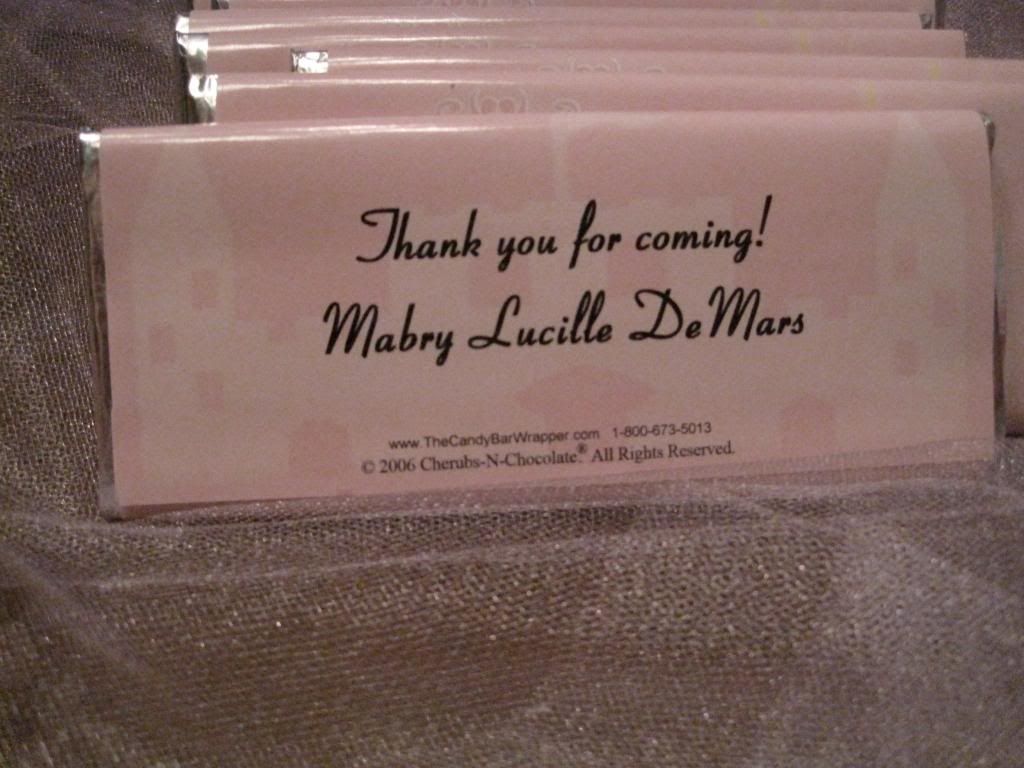 Thank you for coming!
Mabry Lucille DeMars
www.TheCandyBarWrapper.com 1-800-673-5013
© 2006 Cherubs-N-Chocolate.® All Rights Reserved.